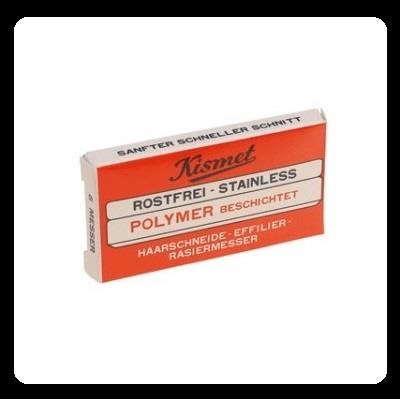 SANFTER SCHNELLER SCHNITT
Kismet
ROSTFREI - STAINLESS
POLYMER BESCHICHTET
HAARSCHNEIDE - EFFILIER -
RASIERMESSER
6 MESSER